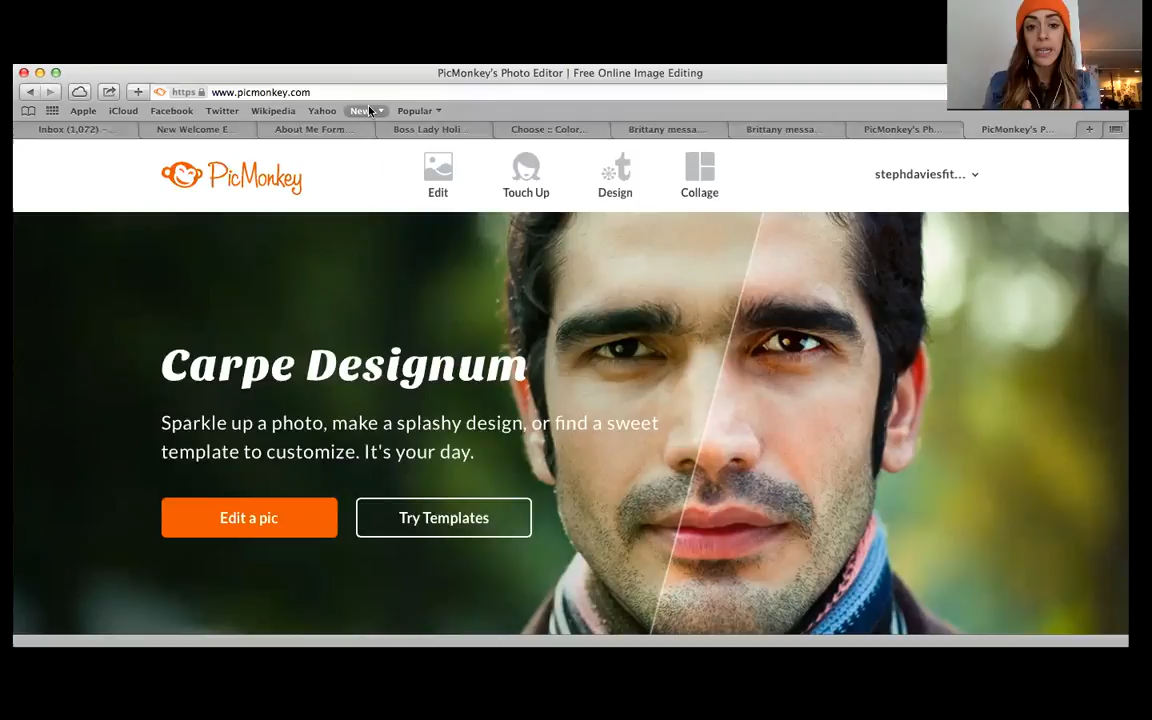 PicMonkey's Photo Editor | Free Online Image Editing
https www.picmonkey.com
Apple iCloud Facebook Twitter Wikipedia Yahoo News Popular
Inbox (1,072) –... New Welcome E... About Me Form... Boss Lady Holi... Choose :: Color... Brittany messa... Brittany messa... PicMonkey's Ph... PicMonkey's P...
PicMonkey
Edit Touch Up Design Collage
stephdaviesfit...
Carpe Designum
Sparkle up a photo, make a splashy design, or find a sweet
template to customize. It's your day.
Edit a pic Try Templates